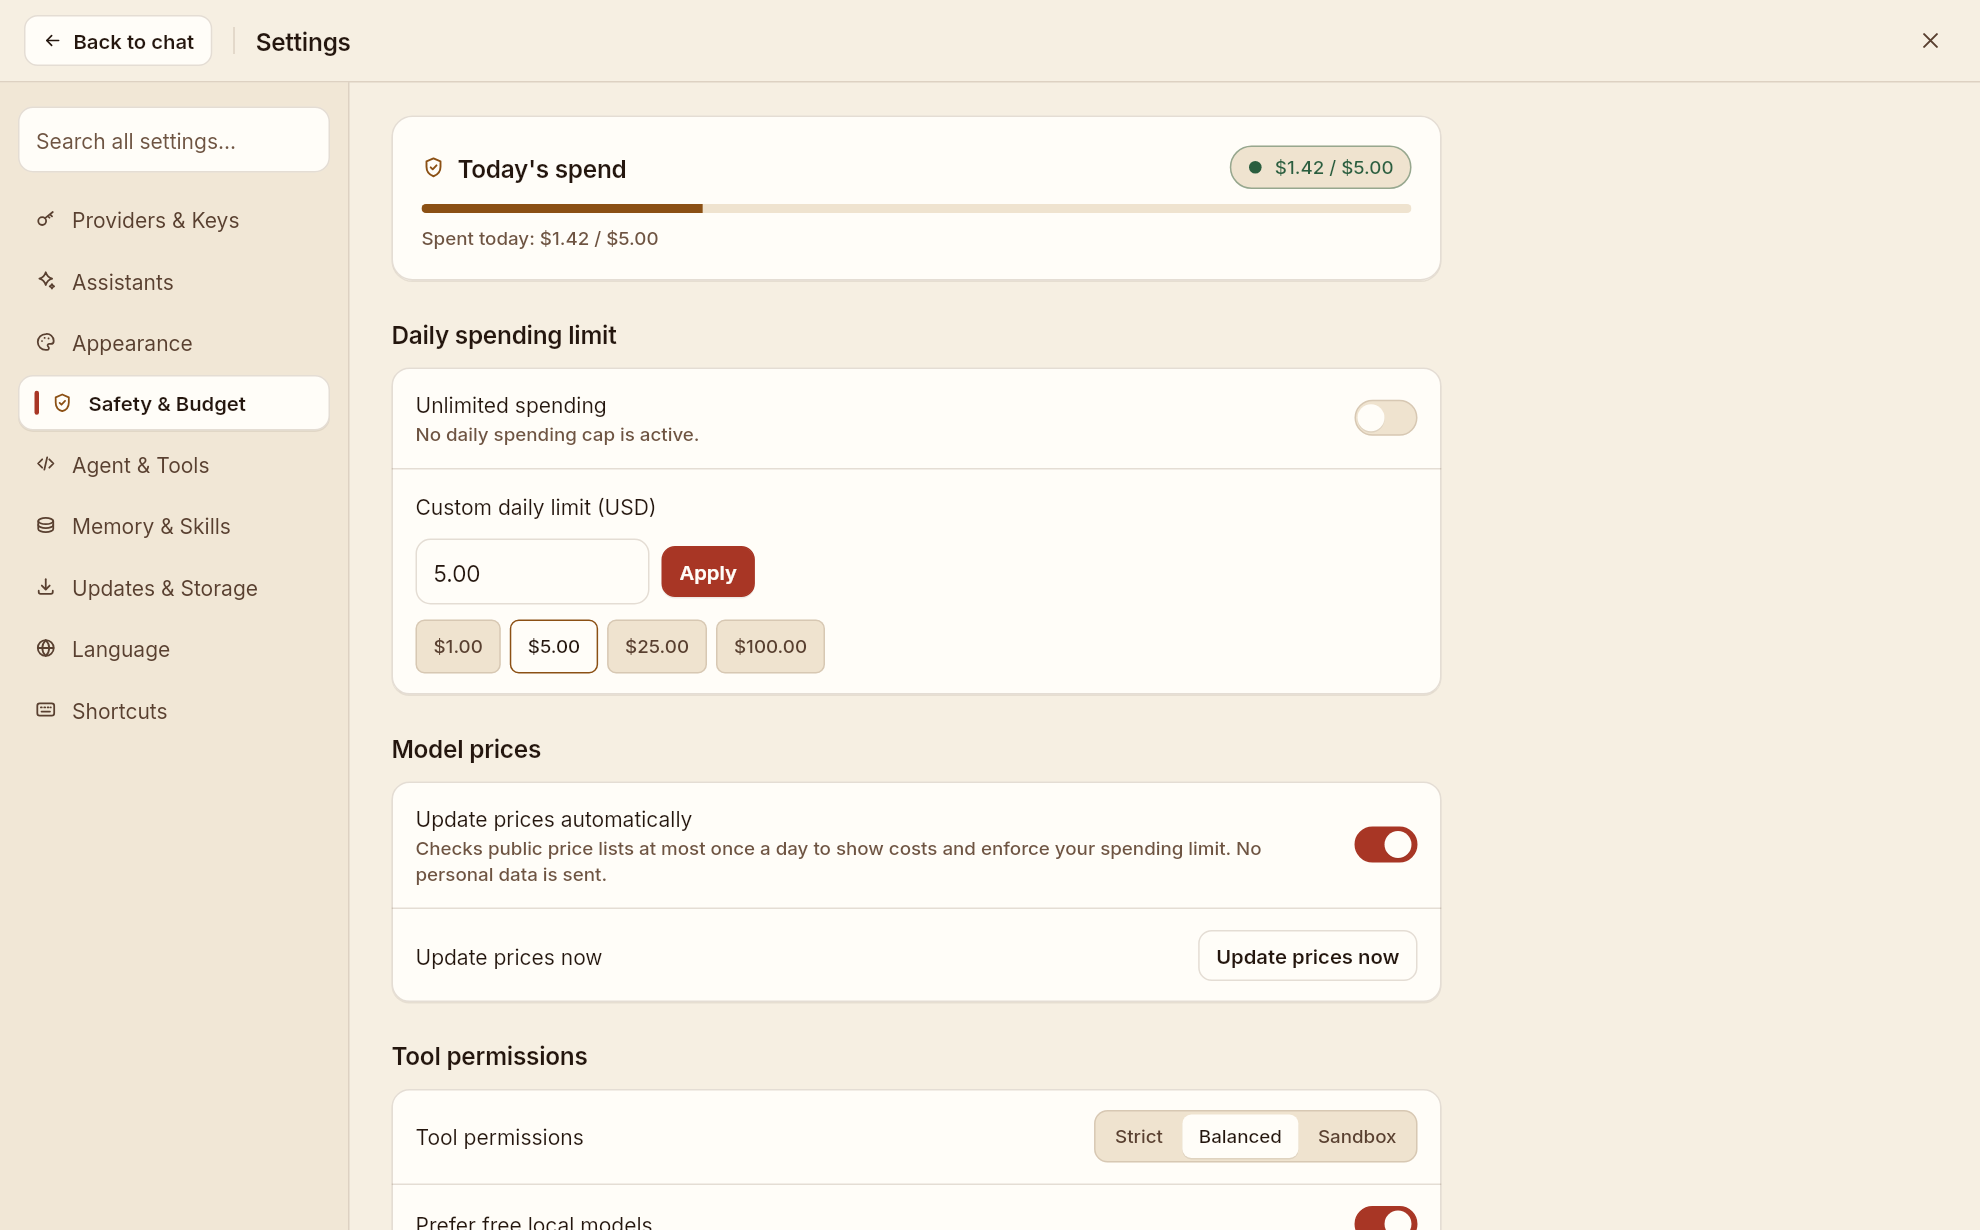 Back to chat
Settings
Search all settings...
Providers & Keys
Assistants
Appearance
Safety & Budget
Agent & Tools
Memory & Skills
Updates & Storage
Language
Shortcuts
Today's spend
$1.42 / $5.00
Spent today: $1.42 / $5.00
Daily spending limit
Unlimited spending
No daily spending cap is active.
Custom daily limit (USD)
5.00
Apply
$1.00
$5.00
$25.00
$100.00
Model prices
Update prices automatically
Checks public price lists at most once a day to show costs and enforce your spending limit. No
personal data is sent.
Update prices now
Update prices now
Tool permissions
Tool permissions
Strict
Balanced
Sandbox
Prefer free local models